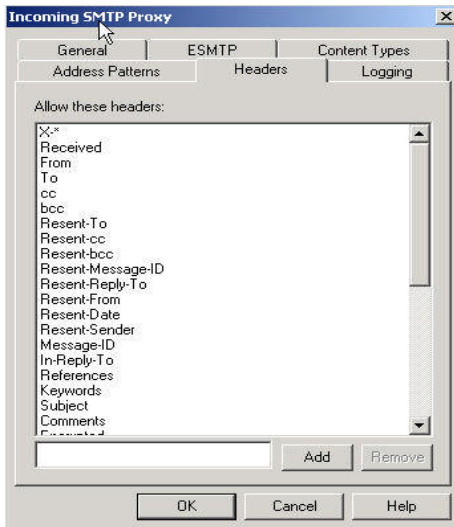 Incoming SMTP Proxy
General ESMTP Content Types
Address Patterns Headers Logging
Allow these headers:
X-*
Received
From
To
cc
bcc
Resent-To
Resent-cc
Resent-bcc
Resent-Message-ID
Resent-Reply-To
Resent-From
Resent-Date
Resent-Sender
Message-ID
In-Reply-To
References
Keywords
Subject
Comments
Encrypted
Add Remove
OK Cancel Help